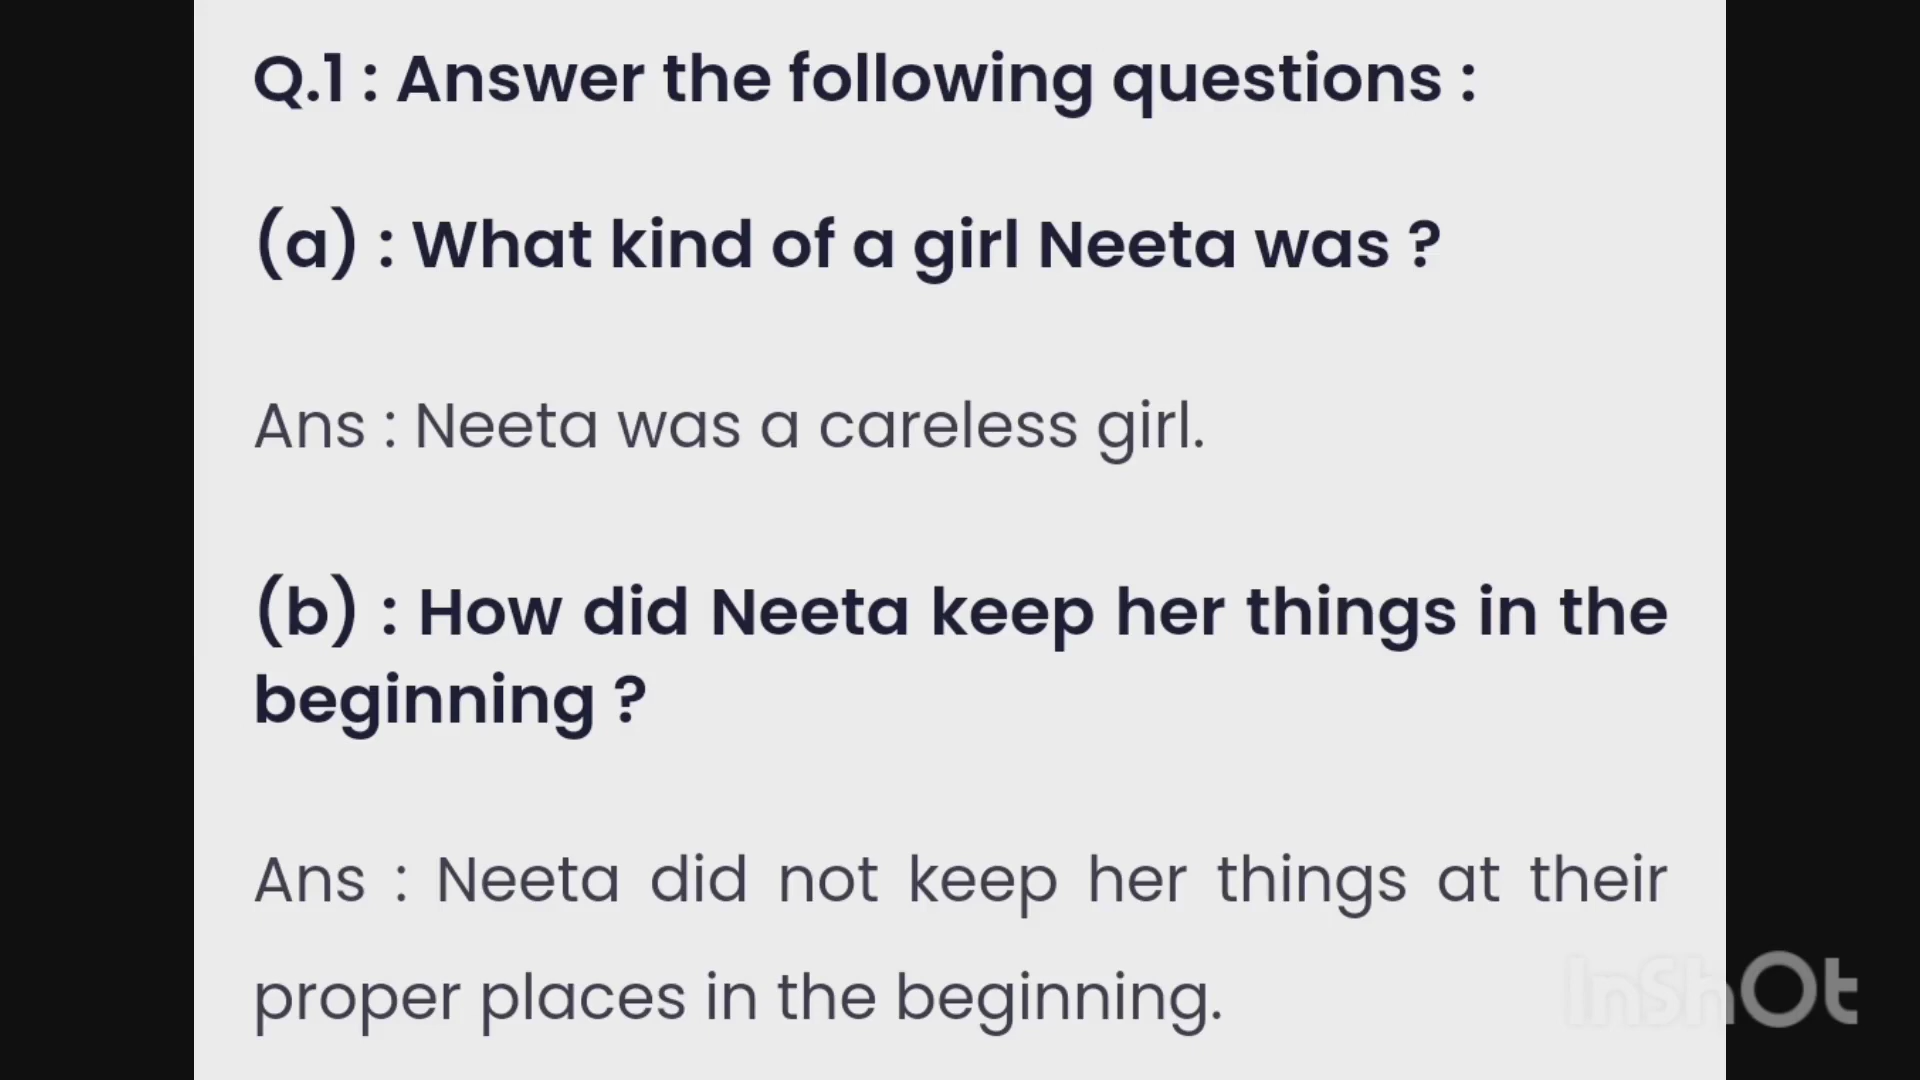 Q.1 : Answer the following questions :
(a) : What kind of a girl Neeta was ?
Ans : Neeta was a careless girl.
(b) : How did Neeta keep her things in the
beginning ?
Ans : Neeta did not keep her things at their
proper places in the beginning.
InShOt